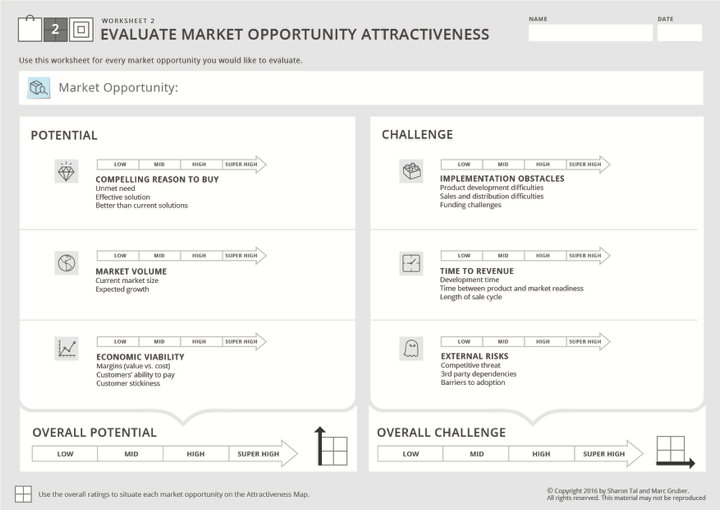 WORKSHEET 2
2
EVALUATE MARKET OPPORTUNITY ATTRACTIVENESS
NAME
DATE
Use this worksheet for every market opportunity you would like to evaluate.
Market Opportunity:
POTENTIAL
LOW MID HIGH SUPER HIGH
COMPELLING REASON TO BUY
Unmet need
Effective solution
Better than current solutions
LOW MID HIGH SUPER HIGH
MARKET VOLUME
Current market size
Expected growth
LOW MID HIGH SUPER HIGH
ECONOMIC VIABILITY
Margins (value vs. cost)
Customers' ability to pay
Customer stickiness
OVERALL POTENTIAL
LOW MID HIGH SUPER HIGH
CHALLENGE
LOW MID HIGH SUPER HIGH
IMPLEMENTATION OBSTACLES
Product development difficulties
Sales and distribution difficulties
Funding challenges
LOW MID HIGH SUPER HIGH
TIME TO REVENUE
Development time
Time between product and market readiness
Length of sale cycle
LOW MID HIGH SUPER HIGH
EXTERNAL RISKS
Competitive threat
3rd party dependencies
Barriers to adoption
OVERALL CHALLENGE
LOW MID HIGH SUPER HIGH
Use the overall ratings to situate each market opportunity on the Attractiveness Map.
© Copyright 2016 by Sharon Tal and Marc Gruber.
All rights reserved. This material may not be reproduced